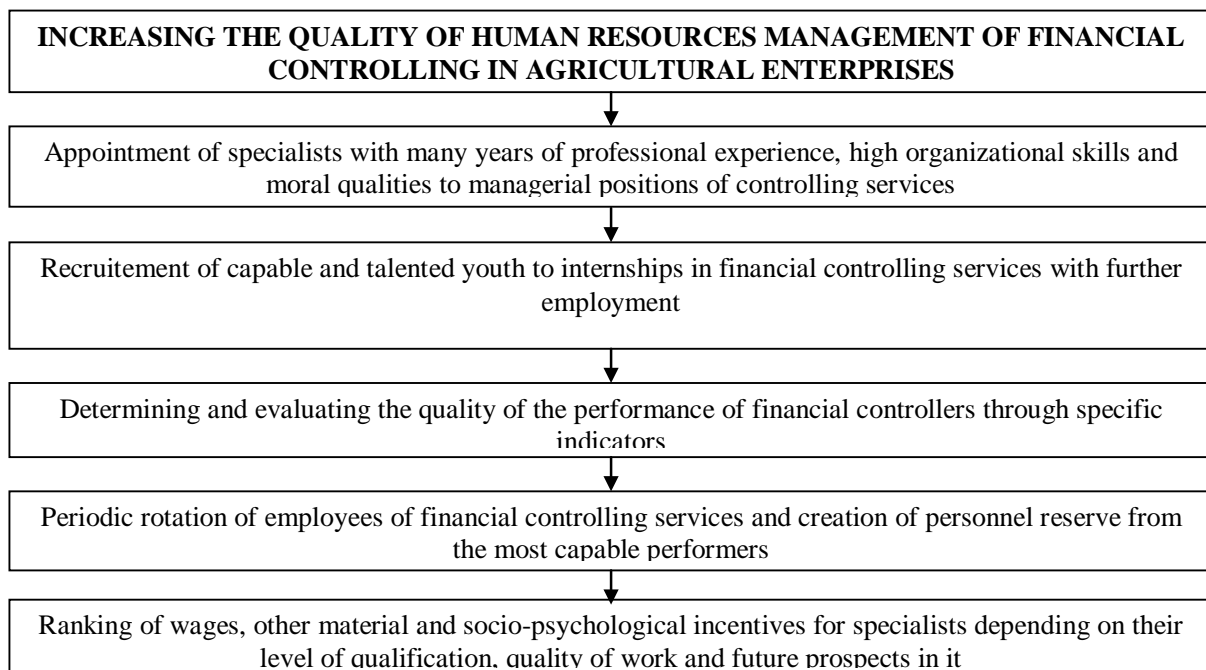 INCREASING THE QUALITY OF HUMAN RESOURCES MANAGEMENT OF FINANCIAL
CONTROLLING IN AGRICULTURAL ENTERPRISES
Appointment of specialists with many years of professional experience, high organizational skills and
moral qualities to managerial positions of controlling services
Recruitement of capable and talented youth to internships in financial controlling services with further
employment
Determining and evaluating the quality of the performance of financial controllers through specific
indicators
Periodic rotation of employees of financial controlling services and creation of personnel reserve from
the most capable performers
Ranking of wages, other material and socio-psychological incentives for specialists depending on their
level of qualification, quality of work and future prospects in it